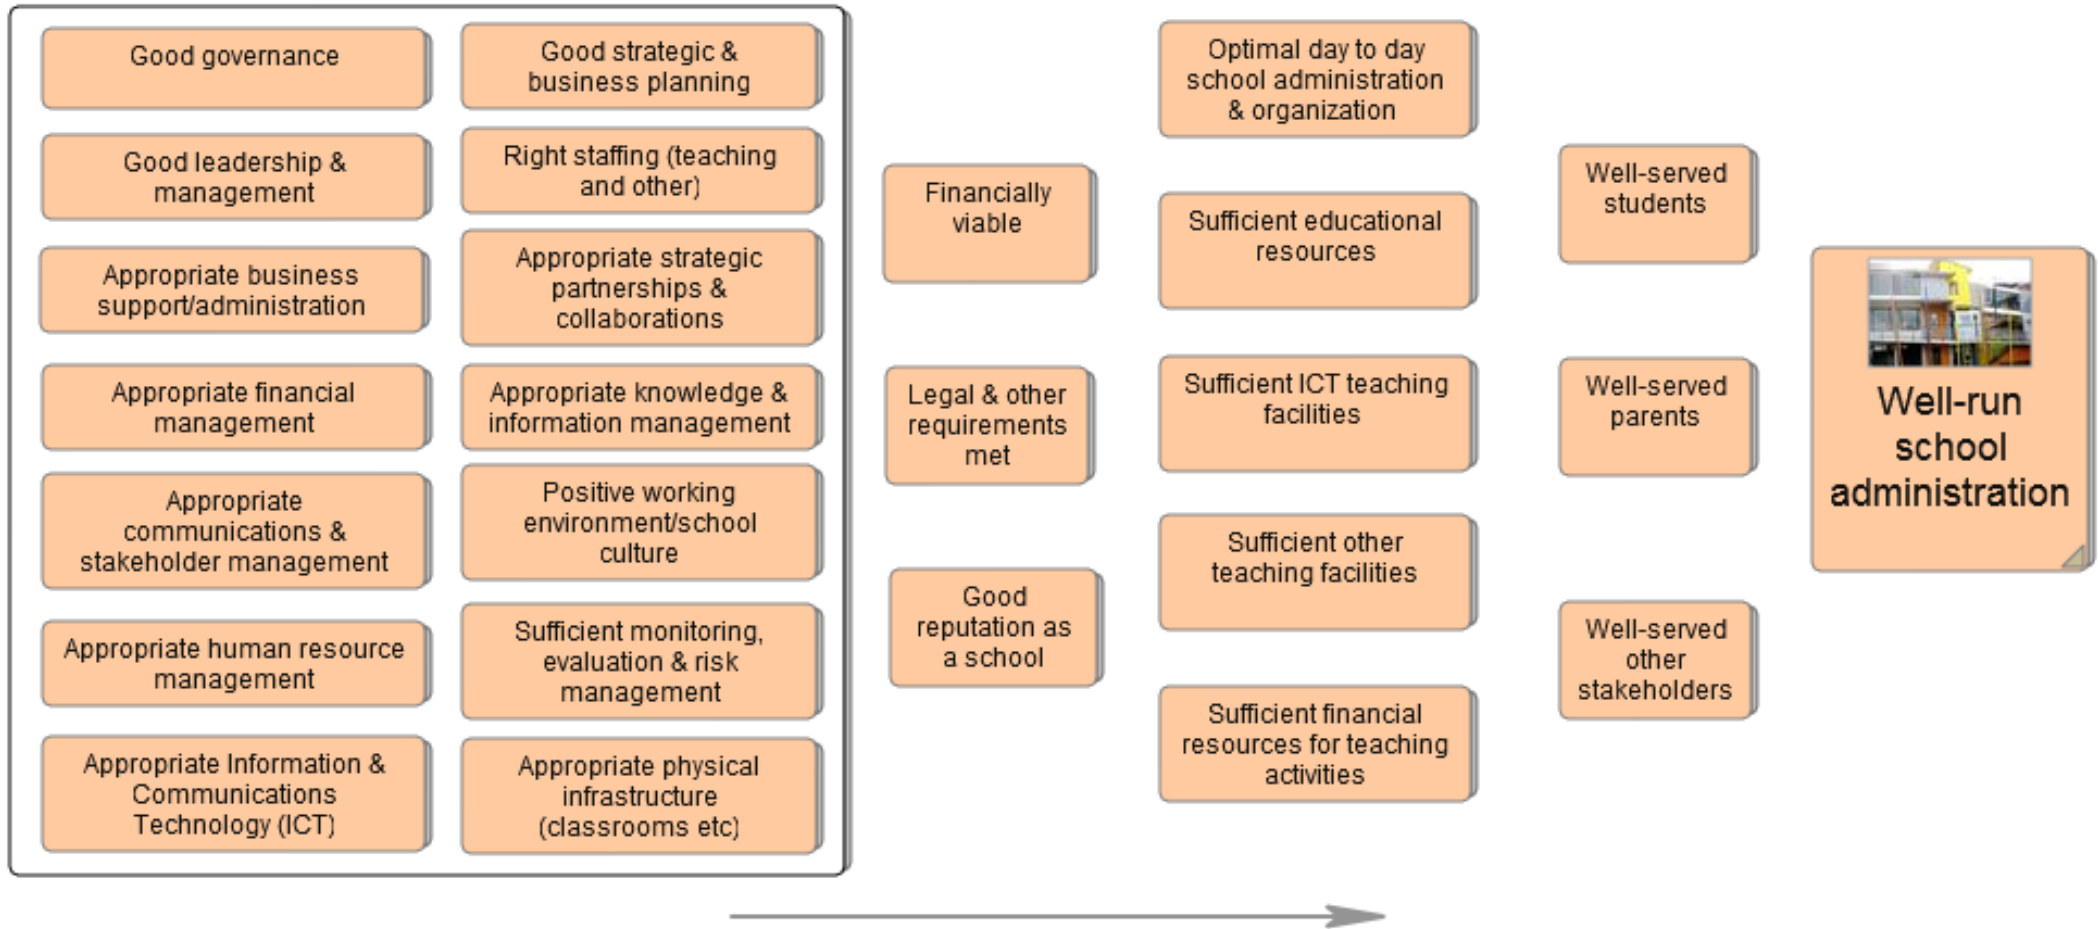 Good governance
Good leadership &
management
Appropriate business
support/administration
Appropriate financial
management
Appropriate
communications &
stakeholder management
Appropriate human resource
management
Appropriate Information &
Communications
Technology (ICT)
Good strategic &
business planning
Right staffing (teaching
and other)
Appropriate strategic
partnerships &
collaborations
Appropriate knowledge &
information management
Positive working
environment/school
culture
Sufficient monitoring,
evaluation & risk
management
Appropriate physical
infrastructure
(classrooms etc)
Financially
viable
Legal & other
requirements
met
Good
reputation as
a school
Optimal day to day
school administration
& organization
Sufficient educational
resources
Sufficient ICT teaching
facilities
Sufficient other
teaching facilities
Sufficient financial
resources for teaching
activities
Well-served
students
Well-served
parents
Well-served
other
stakeholders
Well-run
school
administration